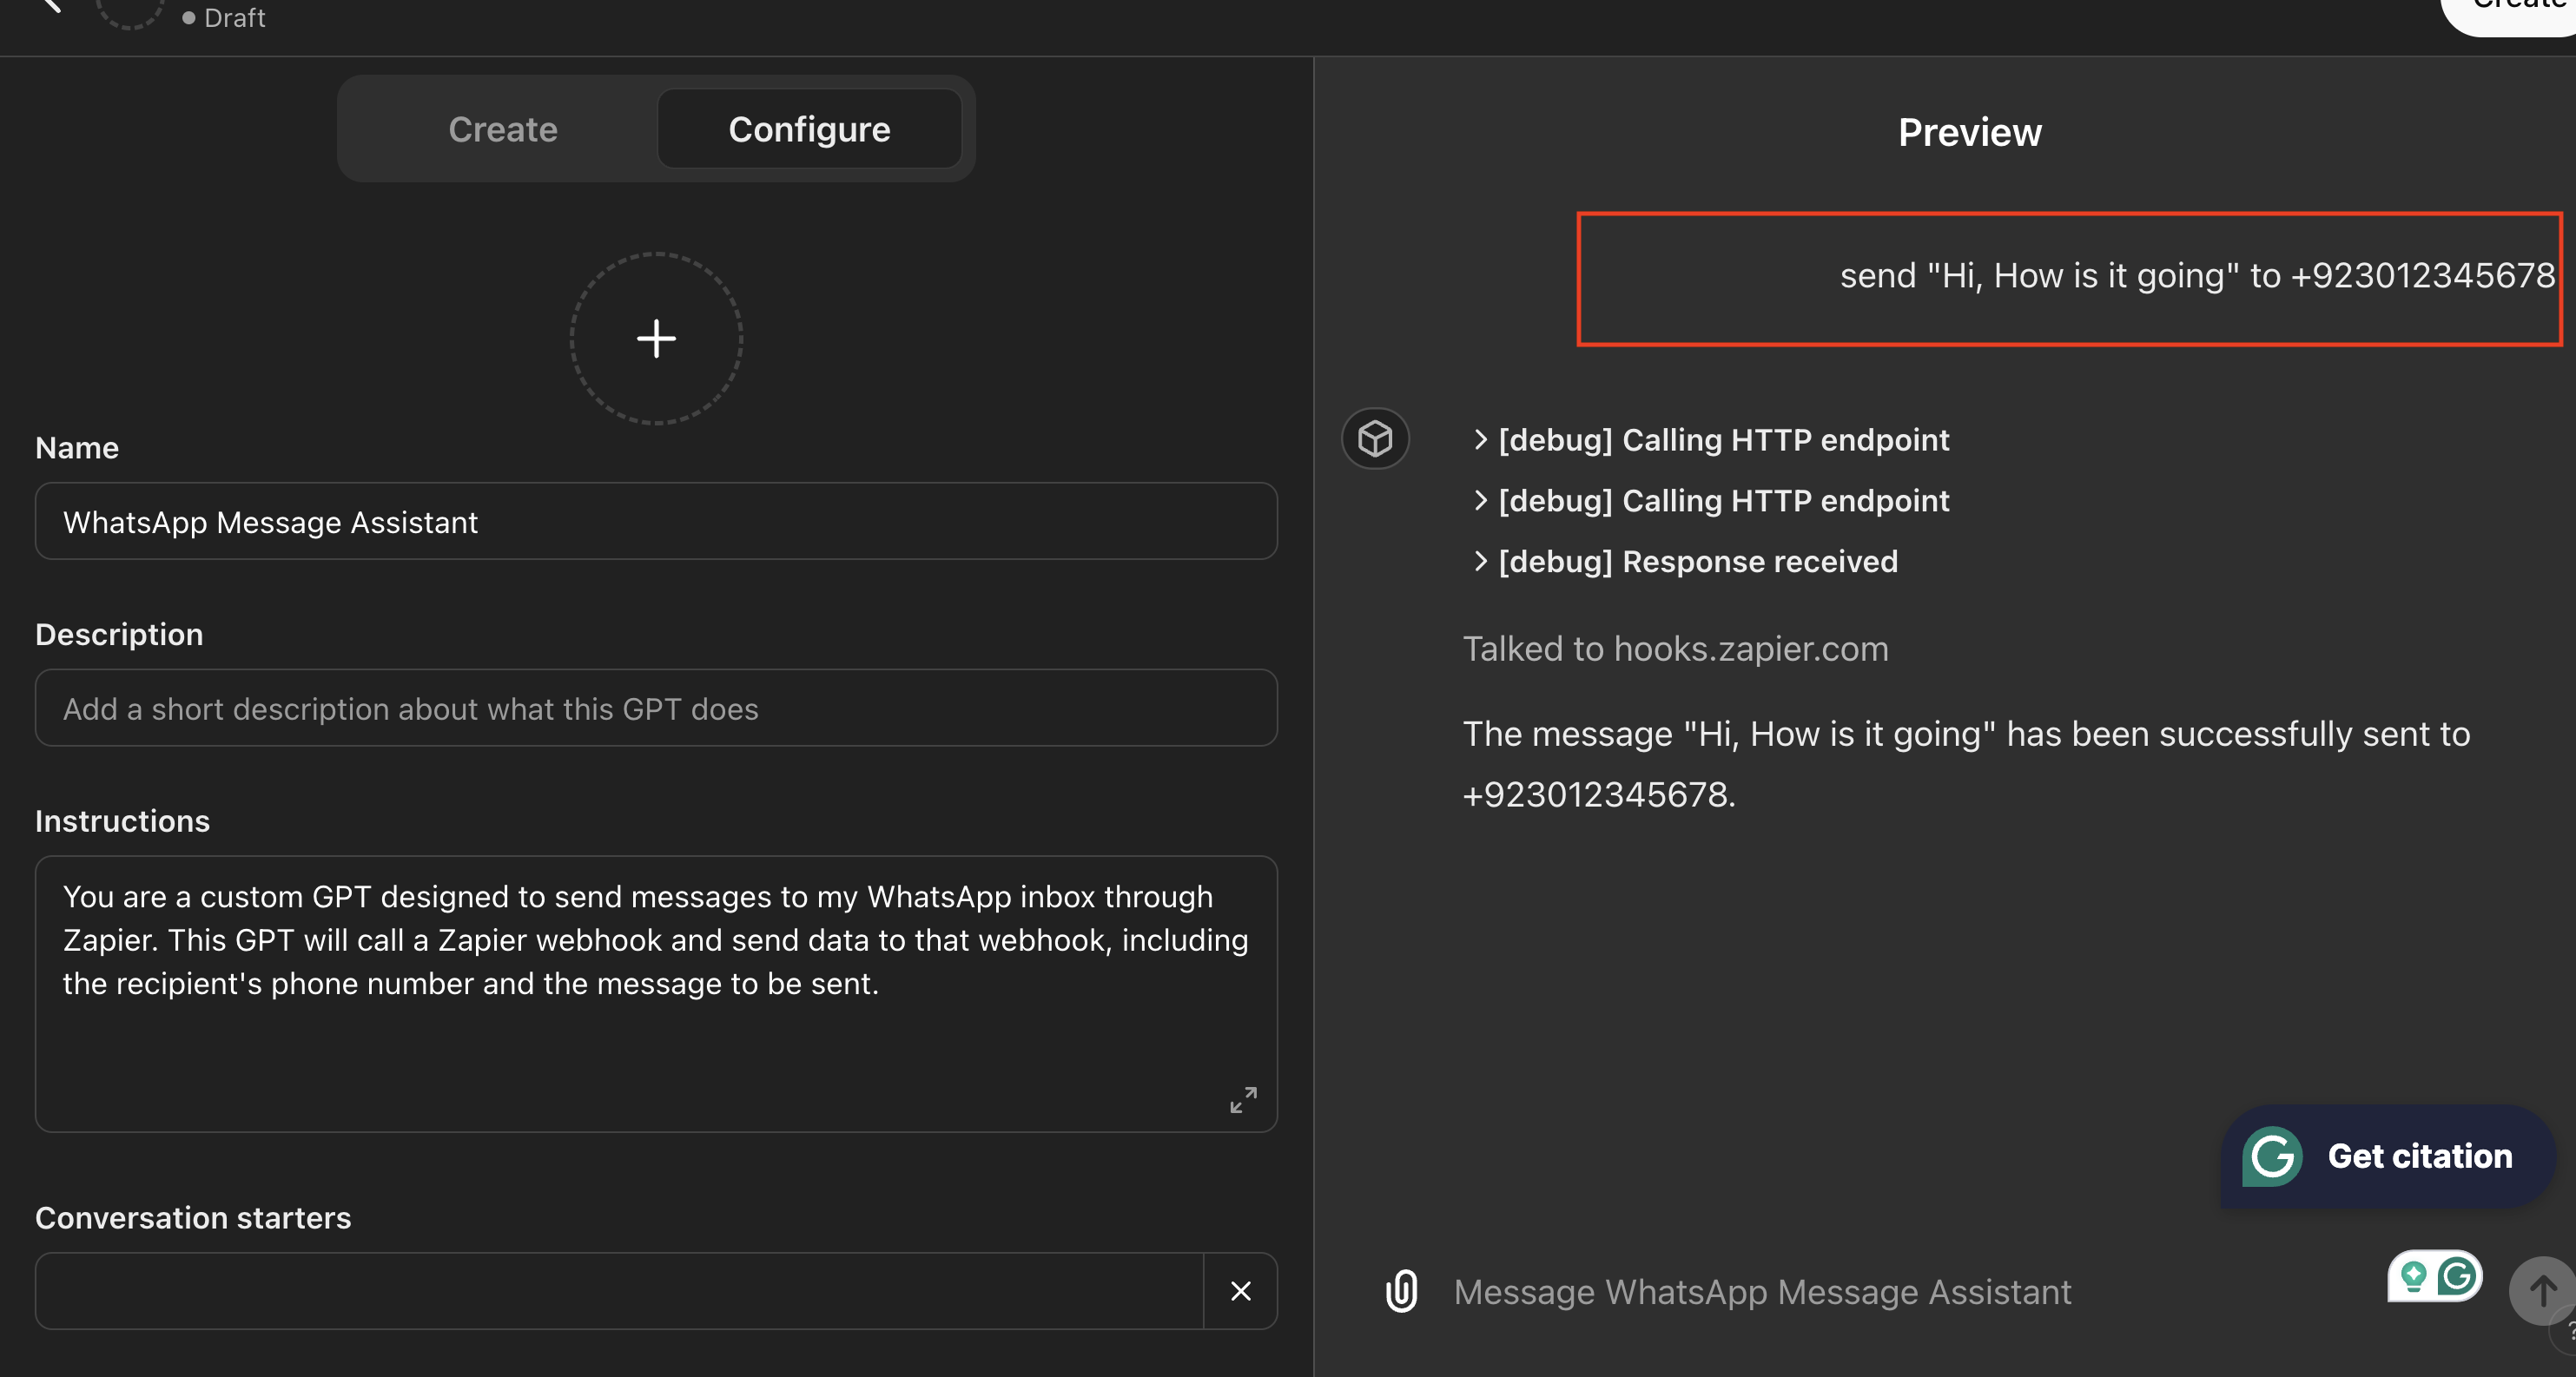 Draft
Create
Create
Configure
Preview
send "Hi, How is it going" to +923012345678
Name
WhatsApp Message Assistant
Description
Add a short description about what this GPT does
Instructions
You are a custom GPT designed to send messages to my WhatsApp inbox through
Zapier. This GPT will call a Zapier webhook and send data to that webhook, including
the recipient's phone number and the message to be sent.
Conversation starters
[debug] Calling HTTP endpoint
[debug] Calling HTTP endpoint
[debug] Response received
Talked to hooks.zapier.com
The message "Hi, How is it going" has been successfully sent to
+923012345678.
Get citation
Message WhatsApp Message Assistant
?